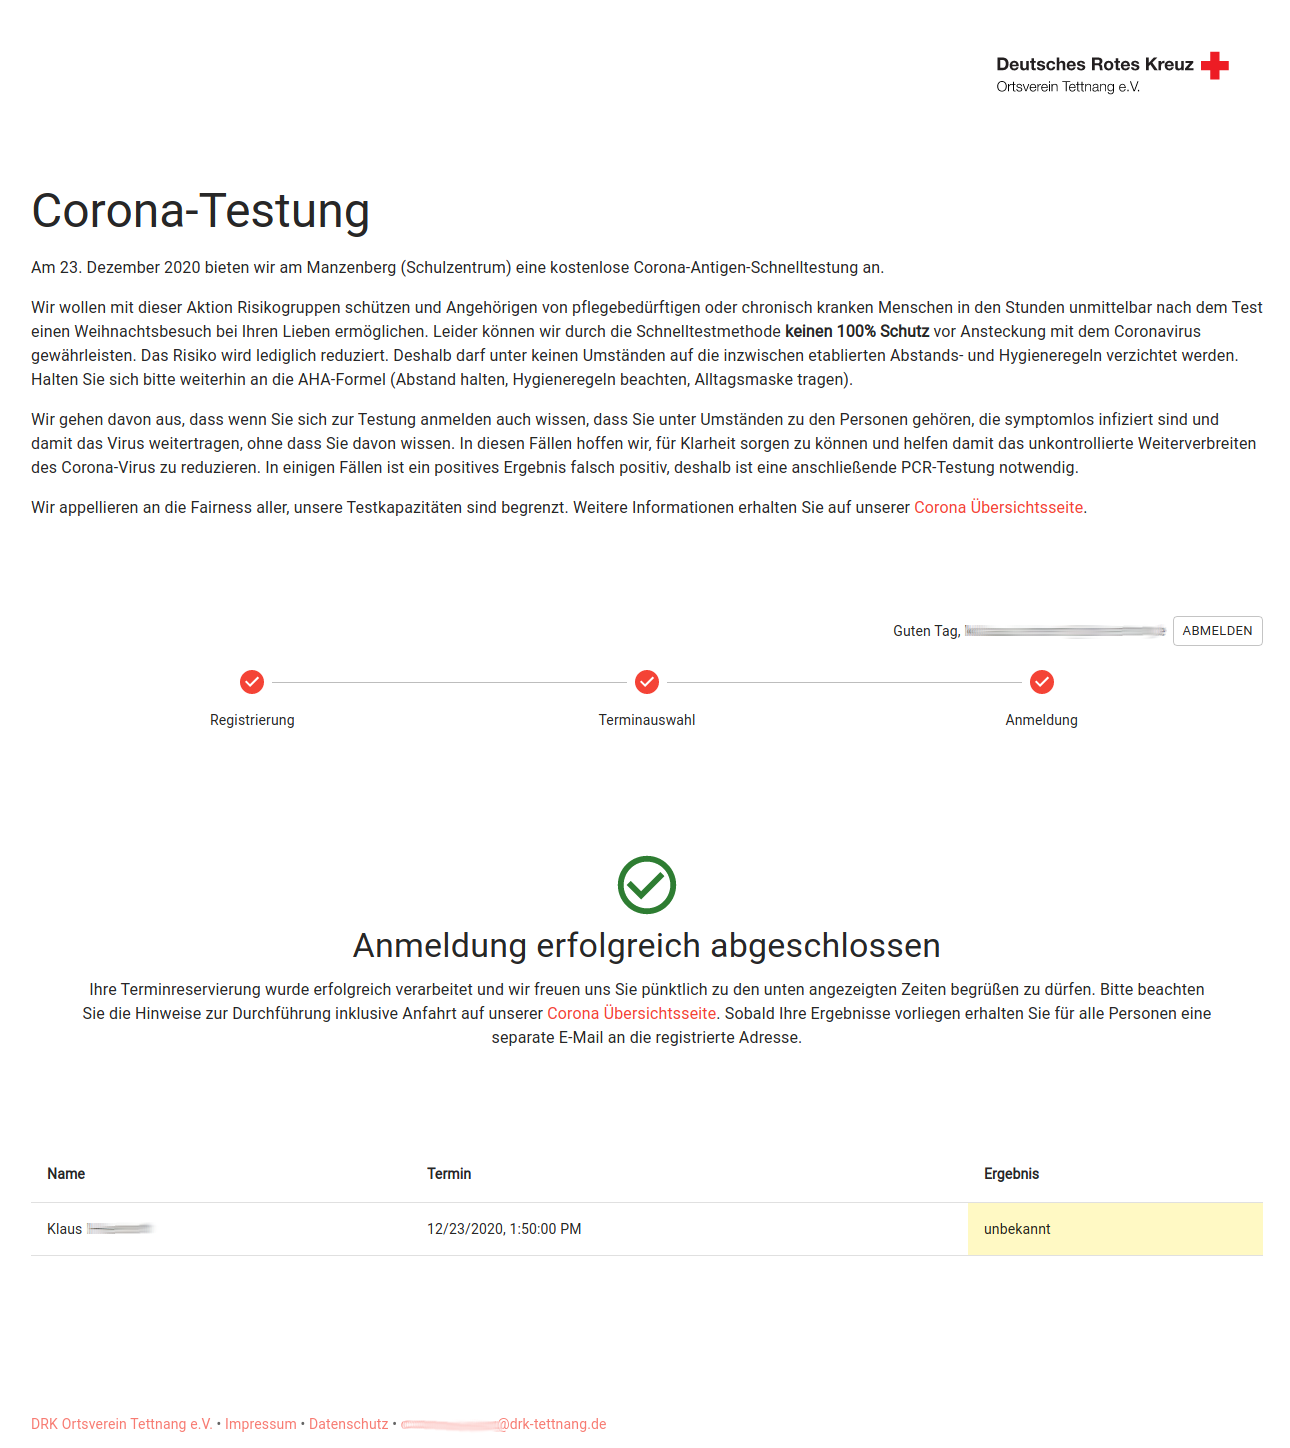 Deutsches Rotes Kreuz
Ortsverein Tettnang e.V.
Corona-Testung
Am 23. Dezember 2020 bieten wir am Manzenberg (Schulzentrum) eine kostenlose Corona-Antigen-Schnelltestung an.
Wir wollen mit dieser Aktion Risikogruppen schützen und Angehörigen von pflegebedürftigen oder chronisch kranken Menschen in den Stunden unmittelbar nach dem Test
einen Weihnachtsbesuch bei Ihren Lieben ermöglichen. Leider können wir durch die Schnelltestmethode keinen 100% Schutz vor Ansteckung mit dem Coronavirus
gewährleisten. Das Risiko wird lediglich reduziert. Deshalb darf unter keinen Umständen auf die inzwischen etablierten Abstands- und Hygieneregeln verzichtet werden.
Halten Sie sich bitte weiterhin an die AHA-Formel (Abstand halten, Hygieneregeln beachten, Alltagsmaske tragen).
Wir gehen davon aus, dass wenn Sie sich zur Testung anmelden auch wissen, dass Sie unter Umständen zu den Personen gehören, die symptomlos infiziert sind und
damit das Virus weitertragen, ohne dass Sie davon wissen. In diesen Fällen hoffen wir, für Klarheit sorgen zu können und helfen damit das unkontrollierte Weiterverbreiten
des Corona-Virus zu reduzieren. In einigen Fällen ist ein positives Ergebnis falsch positiv, deshalb ist eine anschließende PCR-Testung notwendig.
Wir appellieren an die Fairness aller, unsere Testkapazitäten sind begrenzt. Weitere Informationen erhalten Sie auf unserer Corona Übersichtsseite.
Guten Tag, ABMELDEN
Registrierung Terminauswahl Anmeldung
Anmeldung erfolgreich abgeschlossen
Ihre Terminreservierung wurde erfolgreich verarbeitet und wir freuen uns Sie pünktlich zu den unten angezeigten Zeiten begrüßen zu dürfen. Bitte beachten
Sie die Hinweise zur Durchführung inklusive Anfahrt auf unserer Corona Übersichtsseite. Sobald Ihre Ergebnisse vorliegen erhalten Sie für alle Personen eine
separate E-Mail an die registrierte Adresse.
Name Termin Ergebnis
Klaus 12/23/2020, 1:50:00 PM unbekannt
DRK Ortsverein Tettnang e.V. • Impressum • Datenschutz • @drk-tettnang.de